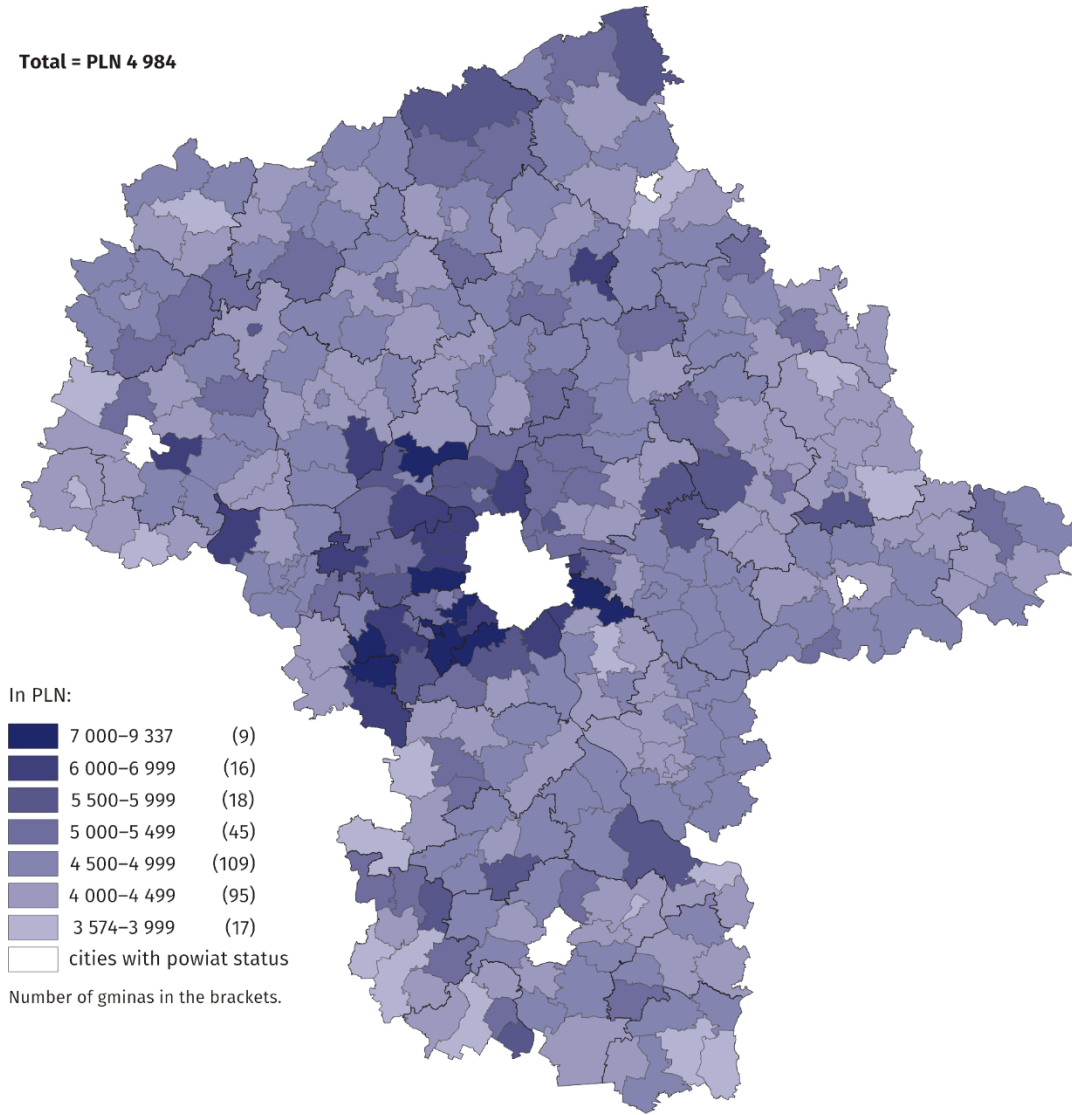 Total = PLN 4 984
In PLN:
7 000–9 337 (9)
6 000–6 999 (16)
5 500–5 999 (18)
5 000–5 499 (45)
4 500–4 999 (109)
4 000–4 499 (95)
3 574–3 999 (17)
cities with powiat status
Number of gminas in the brackets.